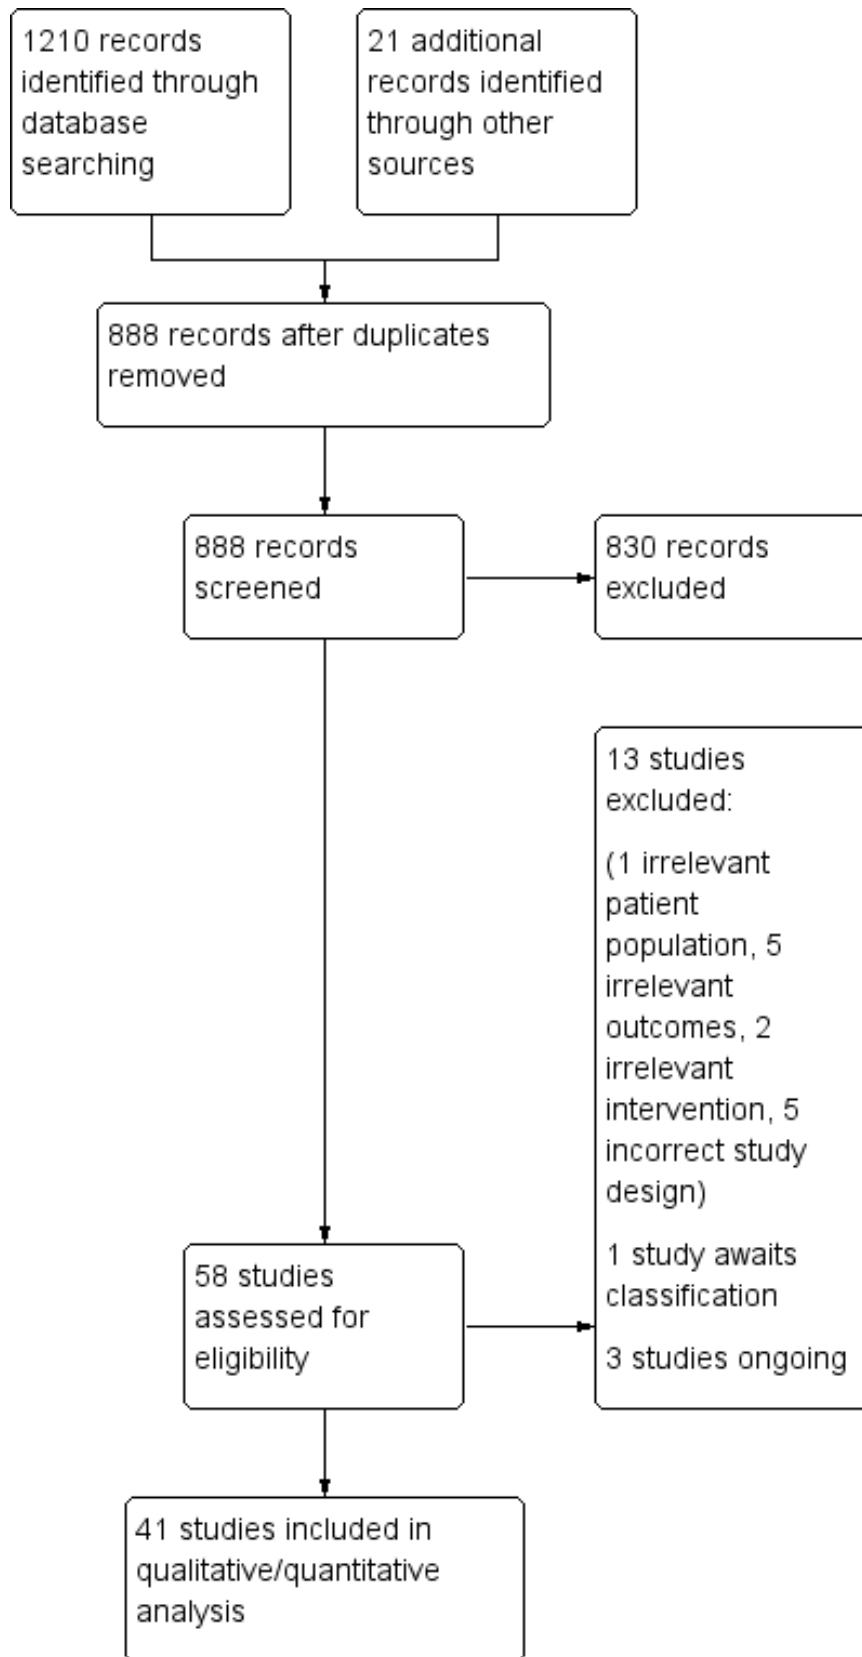 1210 records
identified through
database
searching
21 additional
records identified
through other
sources
888 records after duplicates
removed
888 records
screened
830 records
excluded
13 studies
excluded:
(1 irrelevant
patient
population, 5
irrelevant
outcomes, 2
irrelevant
intervention, 5
incorrect study
design)
1 study awaits
classification
3 studies ongoing
58 studies
assessed for
eligibility
41 studies included in
qualitative/quantitative
analysis